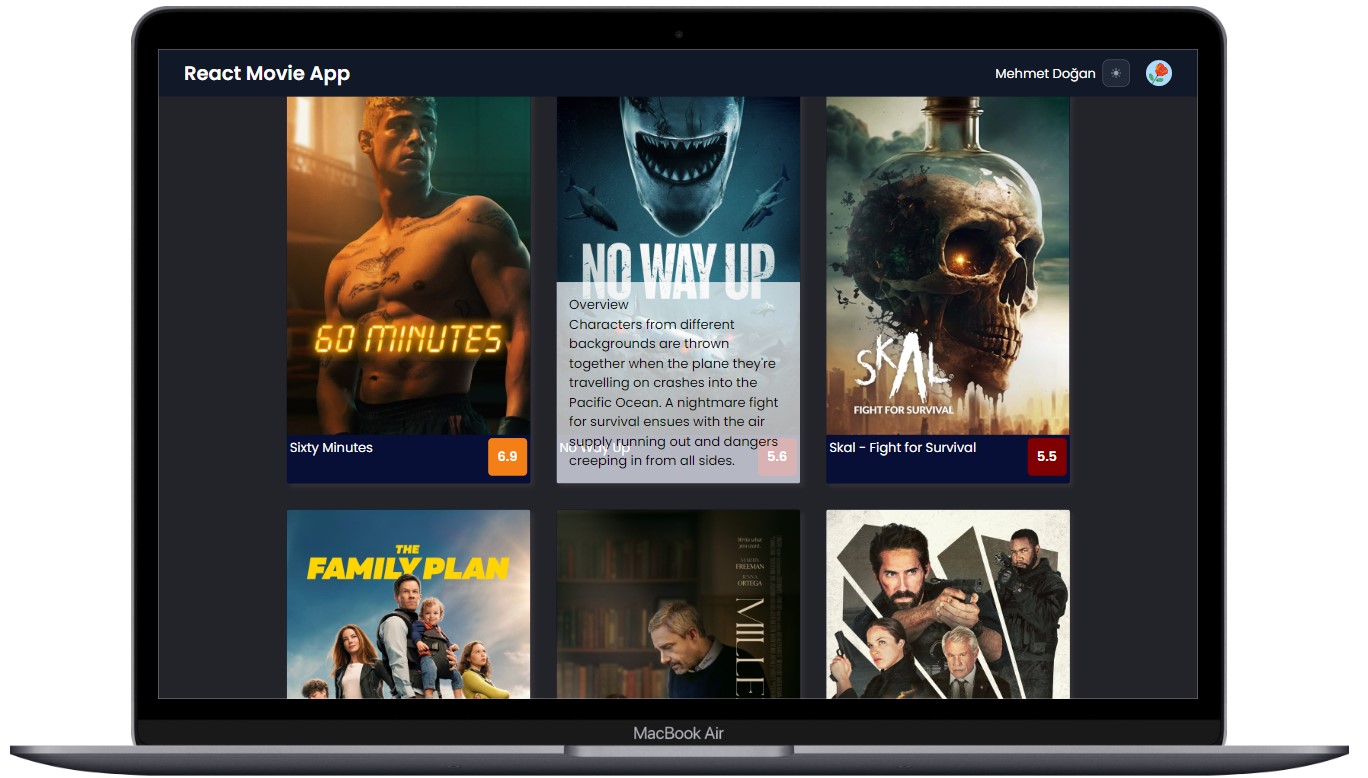 React Movie App
Mehmet Doğan
60 MINUTES
NO WAY UP
SKAL
FIGHT FOR SURVIVAL
Overview
Characters from different
backgrounds are thrown
together when the plane they're
travelling on crashes into the
Pacific Ocean. A nightmare fight
for survival ensues with the air
supply running out and dangers
creeping in from all sides.
Sixty Minutes
6.9
No Way Up
5.6
Skal - Fight for Survival
5.5
THE
FAMILY PLAN
FREEMAN
ORTEGA
MILLE
MacBook Air